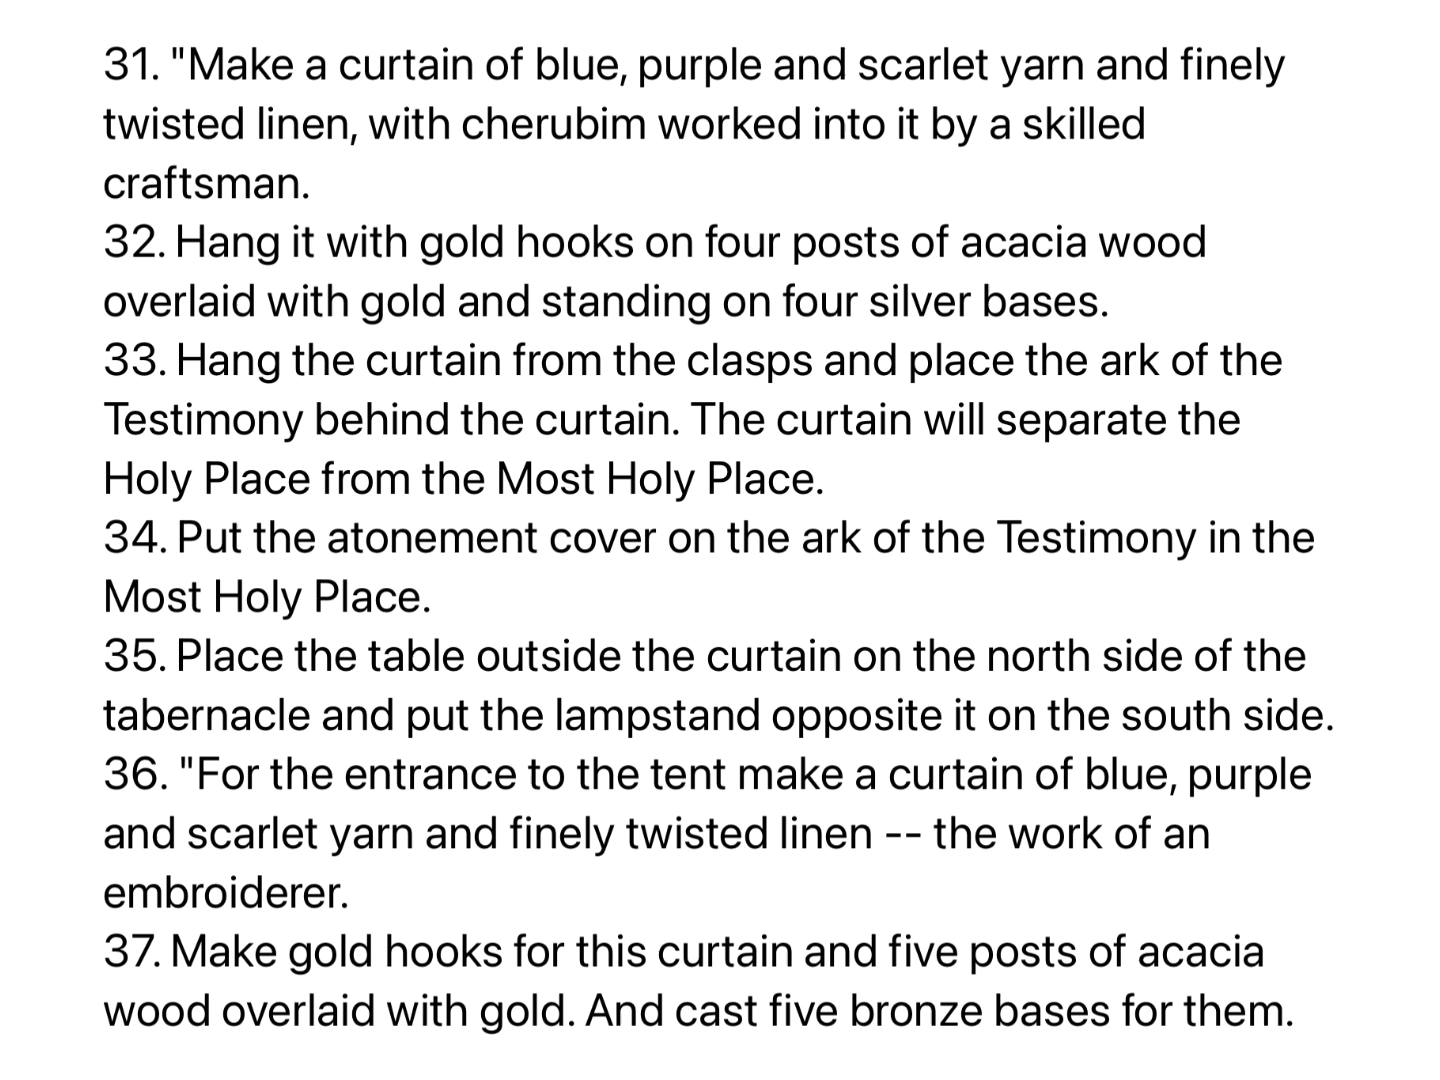 31. "Make a curtain of blue, purple and scarlet yarn and finely
twisted linen, with cherubim worked into it by a skilled
craftsman.
32. Hang it with gold hooks on four posts of acacia wood
overlaid with gold and standing on four silver bases.
33. Hang the curtain from the clasps and place the ark of the
Testimony behind the curtain. The curtain will separate the
Holy Place from the Most Holy Place.
34. Put the atonement cover on the ark of the Testimony in the
Most Holy Place.
35. Place the table outside the curtain on the north side of the
tabernacle and put the lampstand opposite it on the south side.
36. "For the entrance to the tent make a curtain of blue, purple
and scarlet yarn and finely twisted linen -- the work of an
embroiderer.
37. Make gold hooks for this curtain and five posts of acacia
wood overlaid with gold. And cast five bronze bases for them.